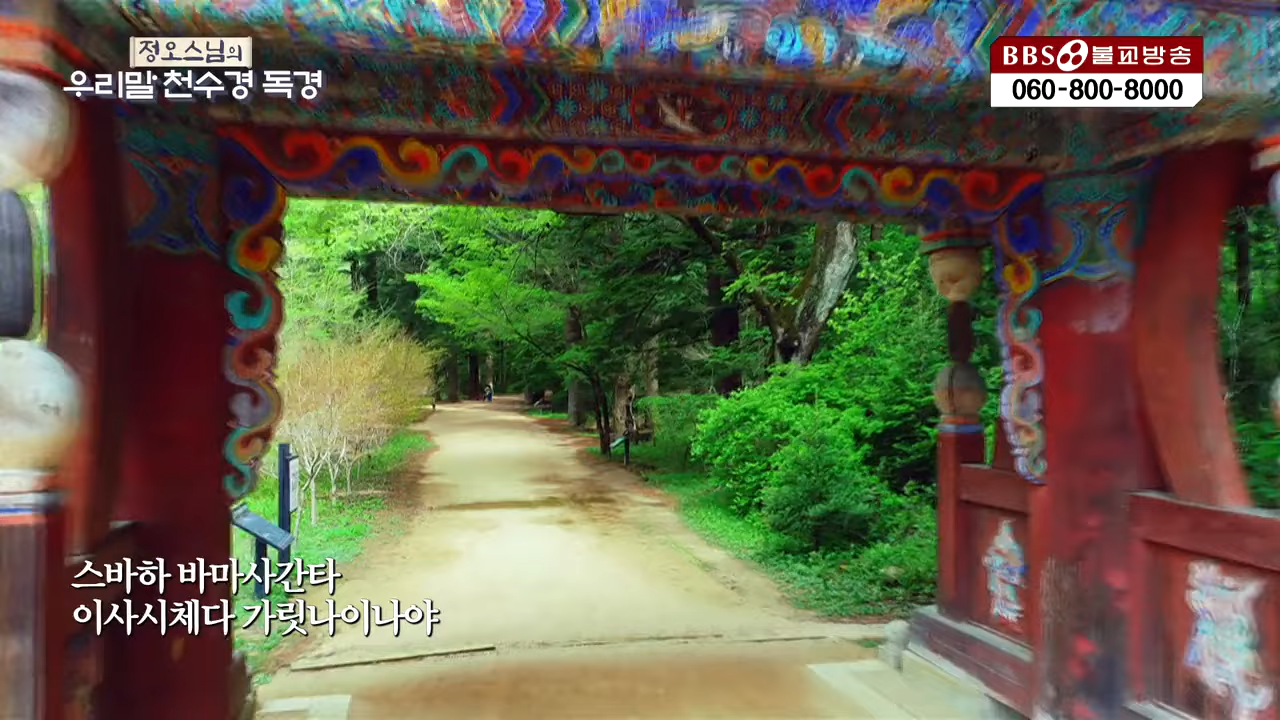 정오스님의
우리말 천수경 독경
BBS 불교방송
060-800-8000
스바하 바마사간타
이사시체다 가릿나이나야